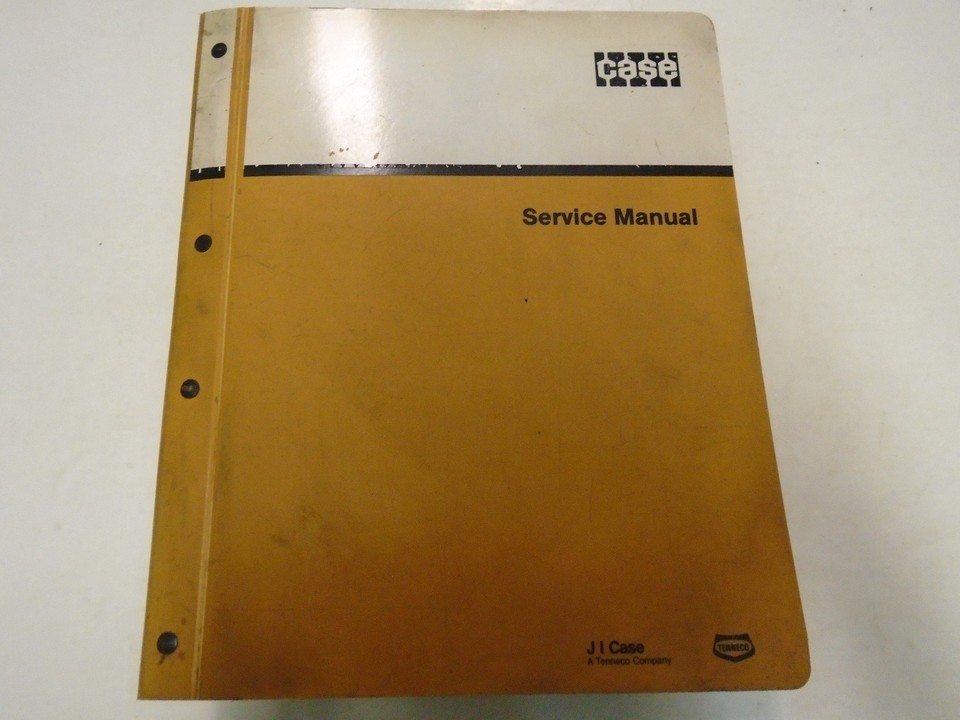 case
Service Manual
J I Case
A Tenneco Company
TENNECO